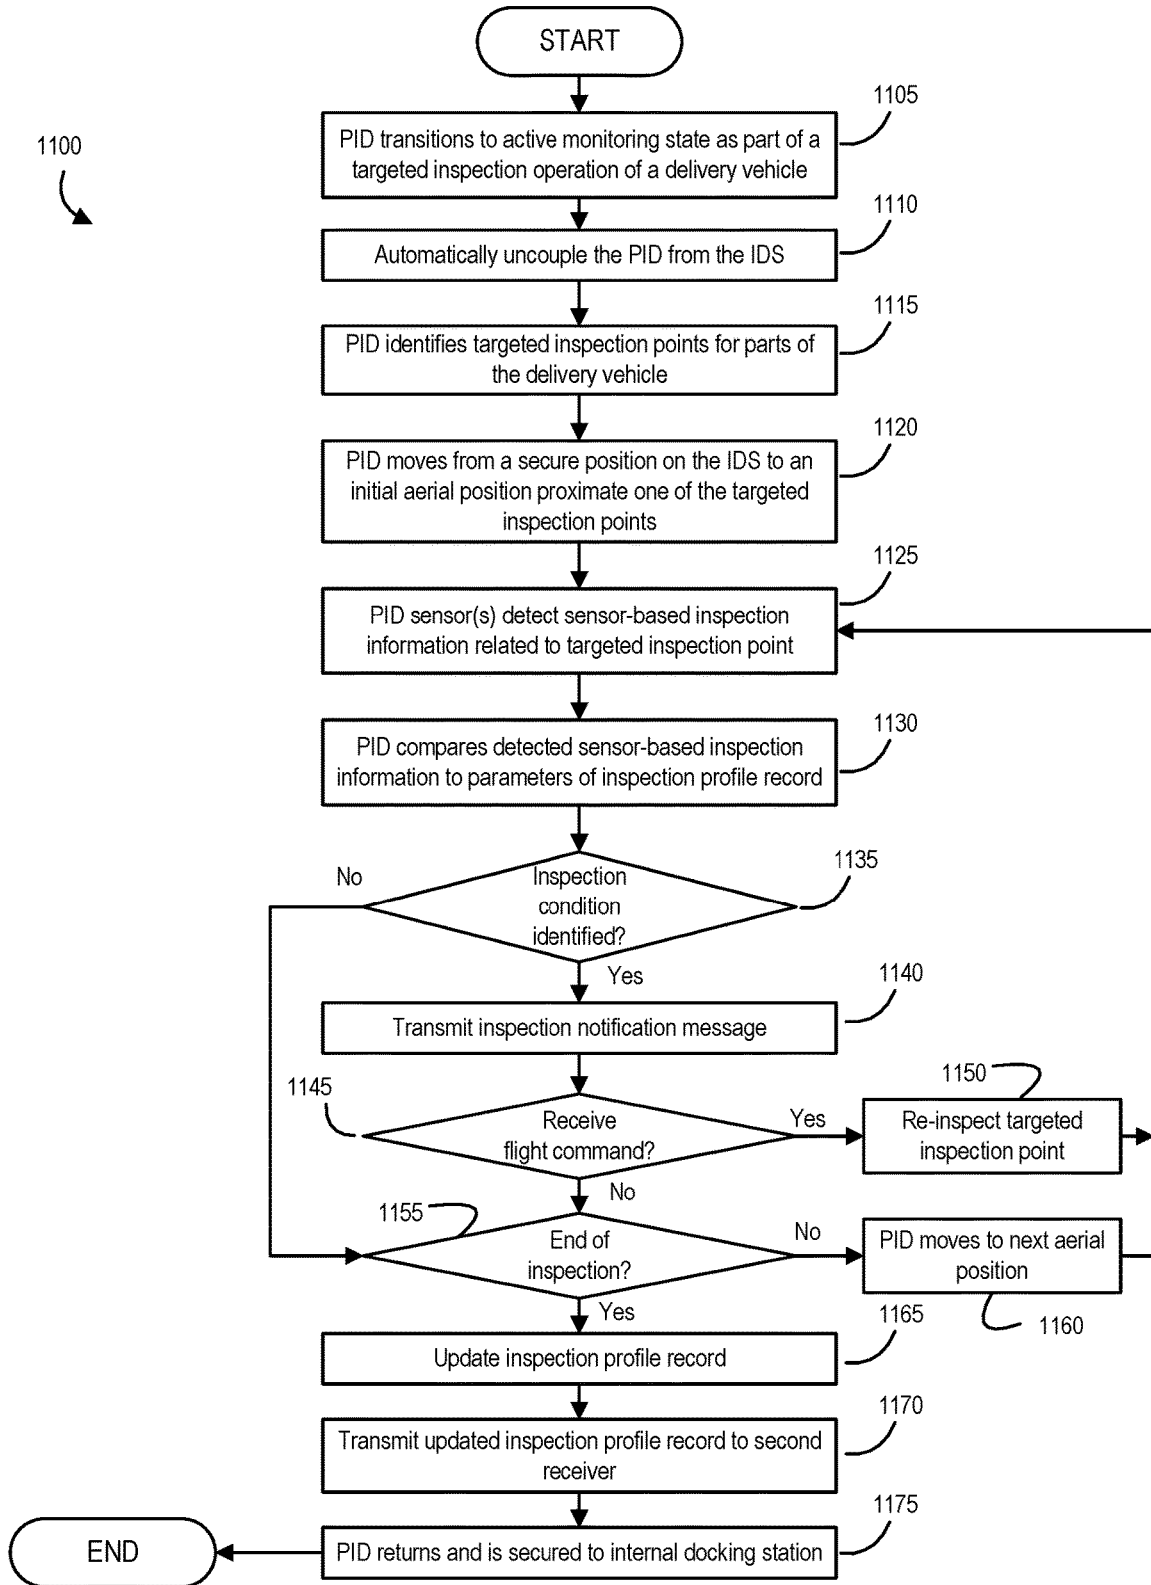 START
1105
PID transitions to active monitoring state as part of a
targeted inspection operation of a delivery vehicle
1100
1110
Automatically uncouple the PID from the IDS
1115
PID identifies targeted inspection points for parts of
the delivery vehicle
1120
PID moves from a secure position on the IDS to an
initial aerial position proximate one of the targeted
inspection points
1125
PID sensor(s) detect sensor-based inspection
information related to targeted inspection point
1130
PID compares detected sensor-based inspection
information to parameters of inspection profile record
1135
No
Inspection
condition
identified?
Yes
1140
Transmit inspection notification message
1145
Receive
flight command?
Yes
1150
Re-inspect targeted
inspection point
No
1155
End of
inspection?
No
PID moves to next aerial
position
1160
Yes
1165
Update inspection profile record
1170
Transmit updated inspection profile record to second
receiver
1175
PID returns and is secured to internal docking station
END